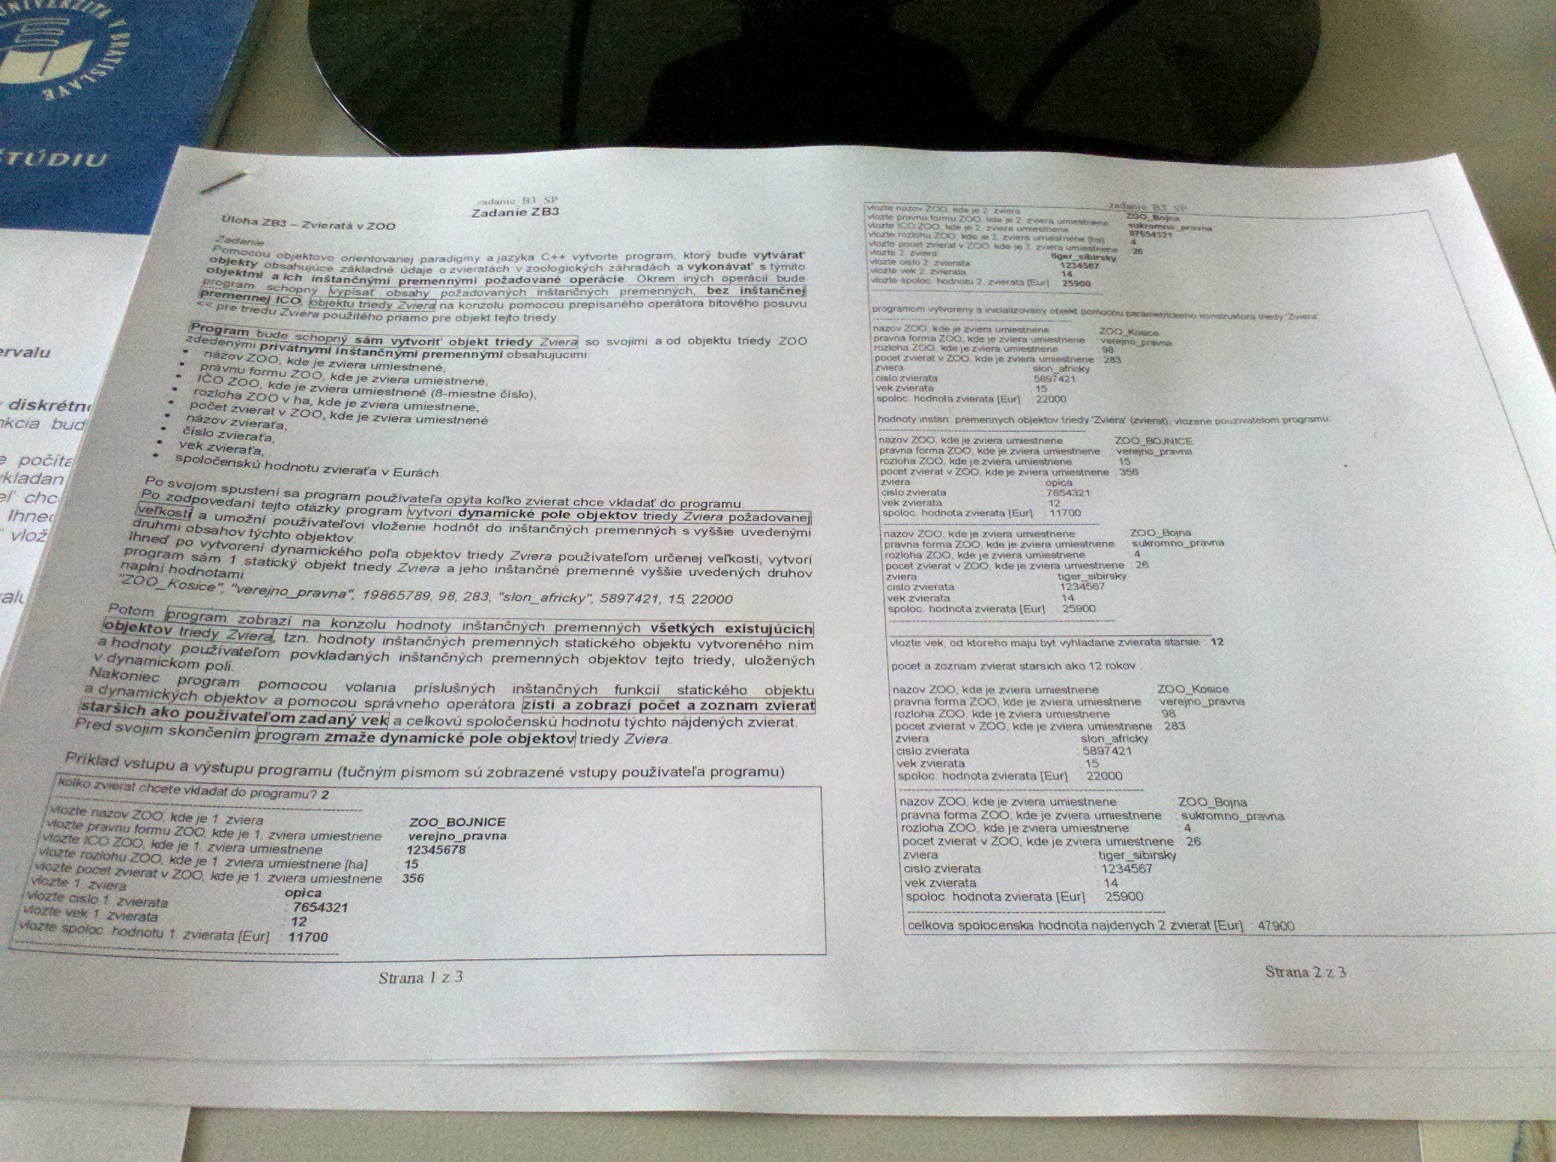 UNIVERZITA V BRATISLAVE
ŠTÚDIU
ervalu
diskrétn
nkcia bud
e počíta
vkladan
eľ chc
Ihneď
vlož
valu
zadanie_B3_SP
Zadanie ZB3
Úloha ZB3 – Zvieratá v ZOO
Zadanie
Pomocou objektovo orientovanej paradigmy a jazyka C++ vytvorte program, ktorý bude vytvárať
objekty obsahujúce základné údaje o zvieratách v zoologických záhradách a vykonávať s týmito
objektmi a ich inštančnými premennými požadované operácie. Okrem iných operácií bude
program schopný vypísať obsahy požadovaných inštančných premenných, bez inštančnej
premennej ICO, objektu triedy Zviera na konzolu pomocou prepísaného operátora bitového posuvu
<< pre triedu Zviera použitého priamo pre objekt tejto triedy.
Program bude schopný sám vytvoriť objekt triedy Zviera so svojimi a od objektu triedy ZOO
zdedenými privátnymi inštančnými premennými obsahujúcimi:
• názov ZOO, kde je zviera umiestnené,
• právnu formu ZOO, kde je zviera umiestnené,
• IČO ZOO, kde je zviera umiestnené (8-miestne číslo),
• rozloha ZOO v ha, kde je zviera umiestnené,
• počet zvierat v ZOO, kde je zviera umiestnené
• názov zvieraťa,
• číslo zvieraťa,
• vek zvieraťa,
• spoločenskú hodnotu zvieraťa v Eurách.
Po svojom spustení sa program používateľa opýta koľko zvierat chce vkladať do programu.
Po zodpovedaní tejto otázky program vytvorí dynamické pole objektov triedy Zviera požadovanej
veľkosti a umožní používateľovi vloženie hodnôt do inštančných premenných s vyššie uvedenými
druhmi obsahov týchto objektov.
Ihneď po vytvorení dynamického poľa objektov triedy Zviera používateľom určenej veľkosti, vytvorí
program sám 1 statický objekt triedy Zviera a jeho inštančné premenné vyššie uvedených druhov
naplní hodnotami
"ZOO_Kosice", "verejno_pravna", 19865789, 98, 283, "slon_africky", 5897421, 15, 22000
Potom program zobrazí na konzolu hodnoty inštančných premenných všetkých existujúcich
objektov triedy Zviera, tzn. hodnoty inštančných premenných statického objektu vytvoreného ním
a hodnoty používateľom povkladaných inštančných premenných objektov tejto triedy, uložených
v dynamickom poli.
Nakoniec program pomocou volania príslušných inštančných funkcií statického objektu
a dynamických objektov a pomocou správneho operátora zistí a zobrazí počet a zoznam zvierat
starších ako používateľom zadaný vek a celkovú spoločenskú hodnotu týchto nájdených zvierat.
Pred svojím skončením program zmaže dynamické pole objektov triedy Zviera.
Príklad vstupu a výstupu programu (tučným písmom sú zobrazené vstupy používateľa programu)
kolko zvierat chcete vkladat do programu? 2
vlozte nazov ZOO, kde je 1. zviera : ZOO_BOJNICE
vlozte pravnu formu ZOO, kde je 1. zviera umiestnene : verejno_pravna
vlozte ICO ZOO, kde je 1. zviera umiestnene : 12345678
vlozte rozlohu ZOO, kde je 1. zviera umiestnene [ha] : 15
vlozte pocet zvierat v ZOO, kde je 1. zviera umiestnene : 356
vlozte 1. zviera : opica
vlozte cislo 1. zvierata : 7654321
vlozte vek 1. zvierata : 12
vlozte spoloc. hodnotu 1. zvierata [Eur] : 11700
Strana 1 z 3
zadanie_B3_SP
vlozte nazov ZOO, kde je 2. zviera : ZOO_Bojna
vlozte pravnu formu ZOO, kde je 2. zviera umiestnene : sukromno_pravna
vlozte ICO ZOO, kde je 2. zviera umiestnene : 87654321
vlozte rozlohu ZOO, kde je 2. zviera umiestnene [ha] : 4
vlozte pocet zvierat v ZOO, kde je 2. zviera umiestnene : 26
vlozte 2. zviera : tiger_sibirsky
vlozte cislo 2. zvierata : 1234567
vlozte vek 2. zvierata : 14
vlozte spoloc. hodnotu 2. zvierata [Eur] : 25900
programom vytvoreny a inicializovany objekt pomocou parametrickeho konstruktora triedy 'Zviera'
nazov ZOO, kde je zviera umiestnene : ZOO_Kosice
pravna forma ZOO, kde je zviera umiestnene : verejno_pravna
rozloha ZOO, kde je zviera umiestnene : 98
pocet zvierat v ZOO, kde je zviera umiestnene : 283
zviera : slon_africky
cislo zvierata : 5897421
vek zvierata : 15
spoloc. hodnota zvierata [Eur] : 22000
hodnoty instan. premennych objektov triedy 'Zviera' (zvierat), vlozene pouzivatelom programu:
nazov ZOO, kde je zviera umiestnene : ZOO_BOJNICE
pravna forma ZOO, kde je zviera umiestnene : verejno_pravna
rozloha ZOO, kde je zviera umiestnene : 15
pocet zvierat v ZOO, kde je zviera umiestnene : 356
zviera : opica
cislo zvierata : 7654321
vek zvierata : 12
spoloc. hodnota zvierata [Eur] : 11700
nazov ZOO, kde je zviera umiestnene : ZOO_Bojna
pravna forma ZOO, kde je zviera umiestnene : sukromno_pravna
rozloha ZOO, kde je zviera umiestnene : 4
pocet zvierat v ZOO, kde je zviera umiestnene : 26
zviera : tiger_sibirsky
cislo zvierata : 1234567
vek zvierata : 14
spoloc. hodnota zvierata [Eur] : 25900
vlozte vek, od ktoreho maju byt vyhladane zvierata starsie : 12
pocet a zoznam zvierat starsich ako 12 rokov :
nazov ZOO, kde je zviera umiestnene : ZOO_Kosice
pravna forma ZOO, kde je zviera umiestnene : verejno_pravna
rozloha ZOO, kde je zviera umiestnene : 98
pocet zvierat v ZOO, kde je zviera umiestnene : 283
zviera : slon_africky
cislo zvierata : 5897421
vek zvierata : 15
spoloc. hodnota zvierata [Eur] : 22000
nazov ZOO, kde je zviera umiestnene : ZOO_Bojna
pravna forma ZOO, kde je zviera umiestnene : sukromno_pravna
rozloha ZOO, kde je zviera umiestnene : 4
pocet zvierat v ZOO, kde je zviera umiestnene : 26
zviera : tiger_sibirsky
cislo zvierata : 1234567
vek zvierata : 14
spoloc. hodnota zvierata [Eur] : 25900
celkova spolocenska hodnota najdenych 2 zvierat [Eur] : 47900
Strana 2 z 3